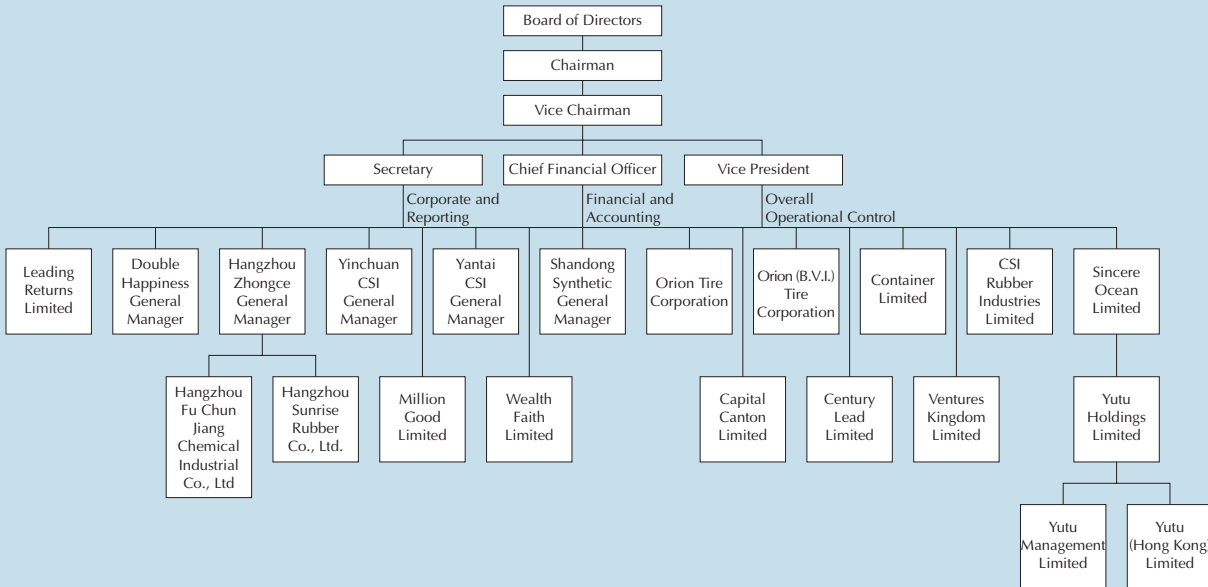 Board of Directors
Chairman
Vice Chairman
Secretary
Chief Financial Officer
Vice President
Corporate and
Reporting
Financial and
Accounting
Overall
Operational Control
Leading
Returns
Limited
Double
Happiness
General
Manager
Hangzhou
Zhongce
General
Manager
Yinchuan
CSI
General
Manager
Yantai
CSI
General
Manager
Shandong
Synthetic
General
Manager
Orion Tire
Corporation
Orion (B.V.I.)
Tire
Corporation
Container
Limited
CSI
Rubber
Industries
Limited
Sincere
Ocean
Limited
Hangzhou
Fu Chun
Jiang
Chemical
Industrial
Co., Ltd
Hangzhou
Sunrise
Rubber
Co., Ltd.
Million
Good
Limited
Wealth
Faith
Limited
Capital
Canton
Limited
Century
Lead
Limited
Ventures
Kingdom
Limited
Yutu
Holdings
Limited
Yutu
Management
Limited
Yutu
(Hong Kong)
Limited